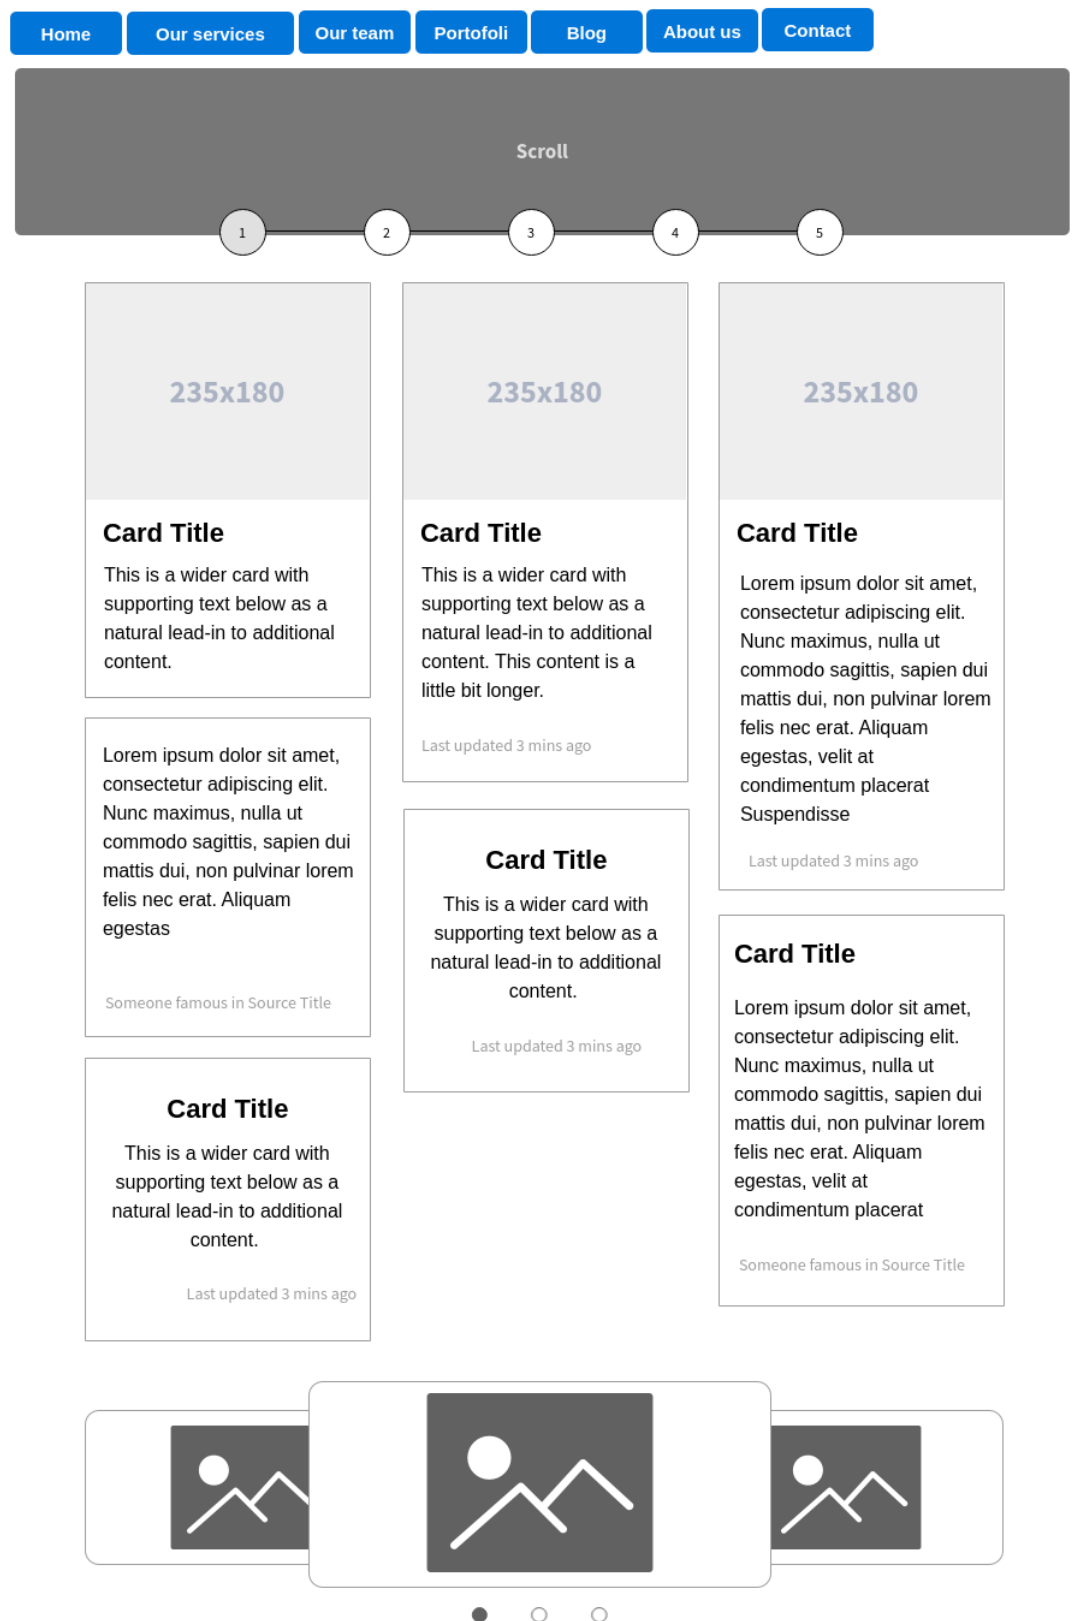 Home
Our services
Our team
Portofoli
Blog
About us
Contact
Scroll
1
2
3
4
5
235x180
Card Title
This is a wider card with
supporting text below as a
natural lead-in to additional
content.
Lorem ipsum dolor sit amet,
consectetur adipiscing elit.
Nunc maximus, nulla ut
commodo sagittis, sapien dui
mattis dui, non pulvinar lorem
felis nec erat. Aliquam
egestas
Someone famous in Source Title
Card Title
This is a wider card with
supporting text below as a
natural lead-in to additional
content.
Last updated 3 mins ago
235x180
Card Title
This is a wider card with
supporting text below as a
natural lead-in to additional
content. This content is a
little bit longer.
Last updated 3 mins ago
Card Title
This is a wider card with
supporting text below as a
natural lead-in to additional
content.
Last updated 3 mins ago
235x180
Card Title
Lorem ipsum dolor sit amet,
consectetur adipiscing elit.
Nunc maximus, nulla ut
commodo sagittis, sapien dui
mattis dui, non pulvinar lorem
felis nec erat. Aliquam
egestas, velit at
condimentum placerat
Suspendisse
Last updated 3 mins ago
Card Title
Lorem ipsum dolor sit amet,
consectetur adipiscing elit.
Nunc maximus, nulla ut
commodo sagittis, sapien dui
mattis dui, non pulvinar lorem
felis nec erat. Aliquam
egestas, velit at
condimentum placerat
Someone famous in Source Title